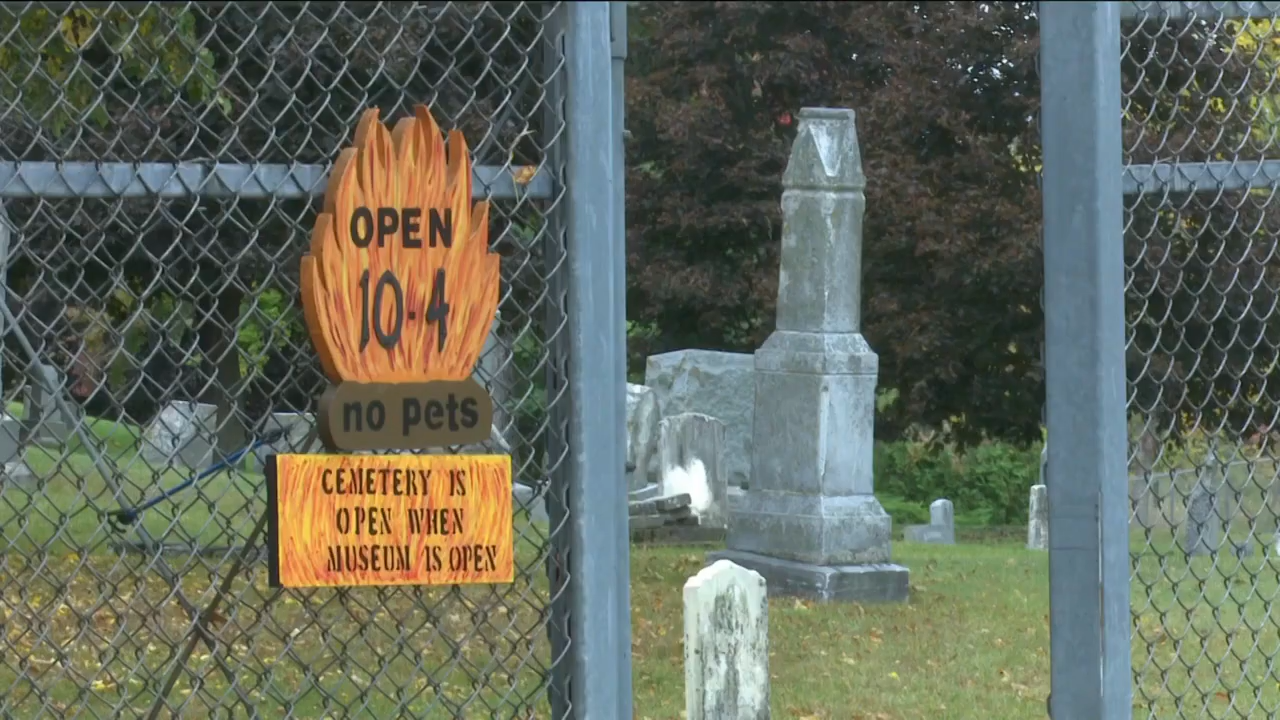 OPEN
10-4
no pets
CEMETERY IS
OPEN WHEN
MUSEUM IS OPEN